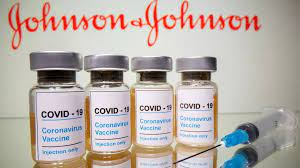 Johnson & Johnson
COVID - 19
Coronavirus
Vaccine
Injection only
COVID - 19
Coronavirus
Vaccine
Injection only
COVID - 19
Coronavirus
Vaccine
Injection only
COVID - 19
Coronavirus
Vaccine
Injection only